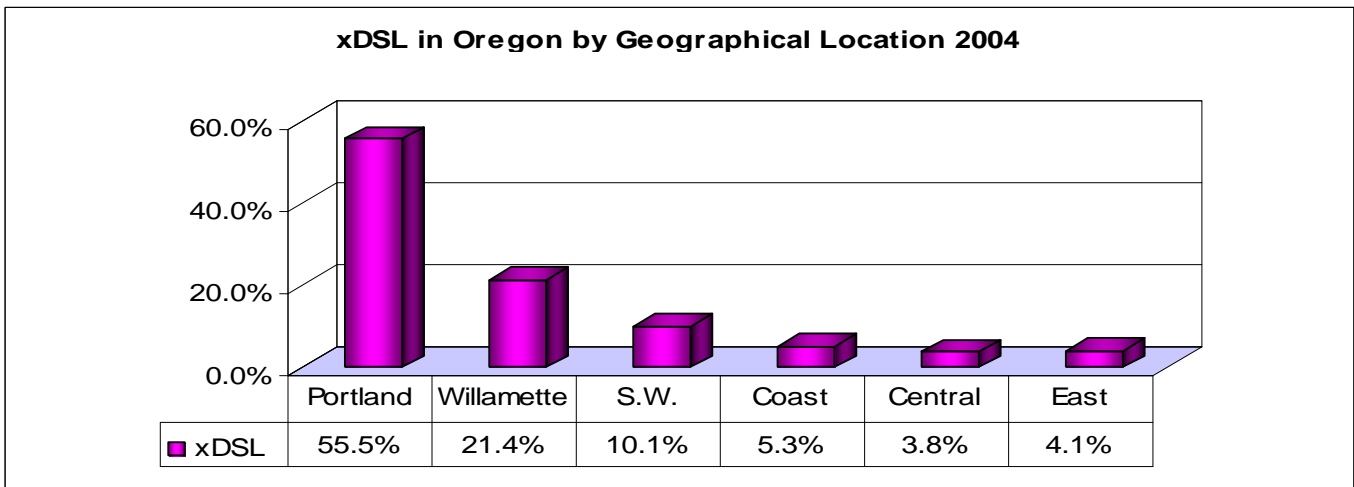 xDSL in Oregon by Geographical Location 2004
60.0%
40.0%
20.0%
0.0%
Portland Willamette S.W. Coast Central East
xDSL 55.5% 21.4% 10.1% 5.3% 3.8% 4.1%